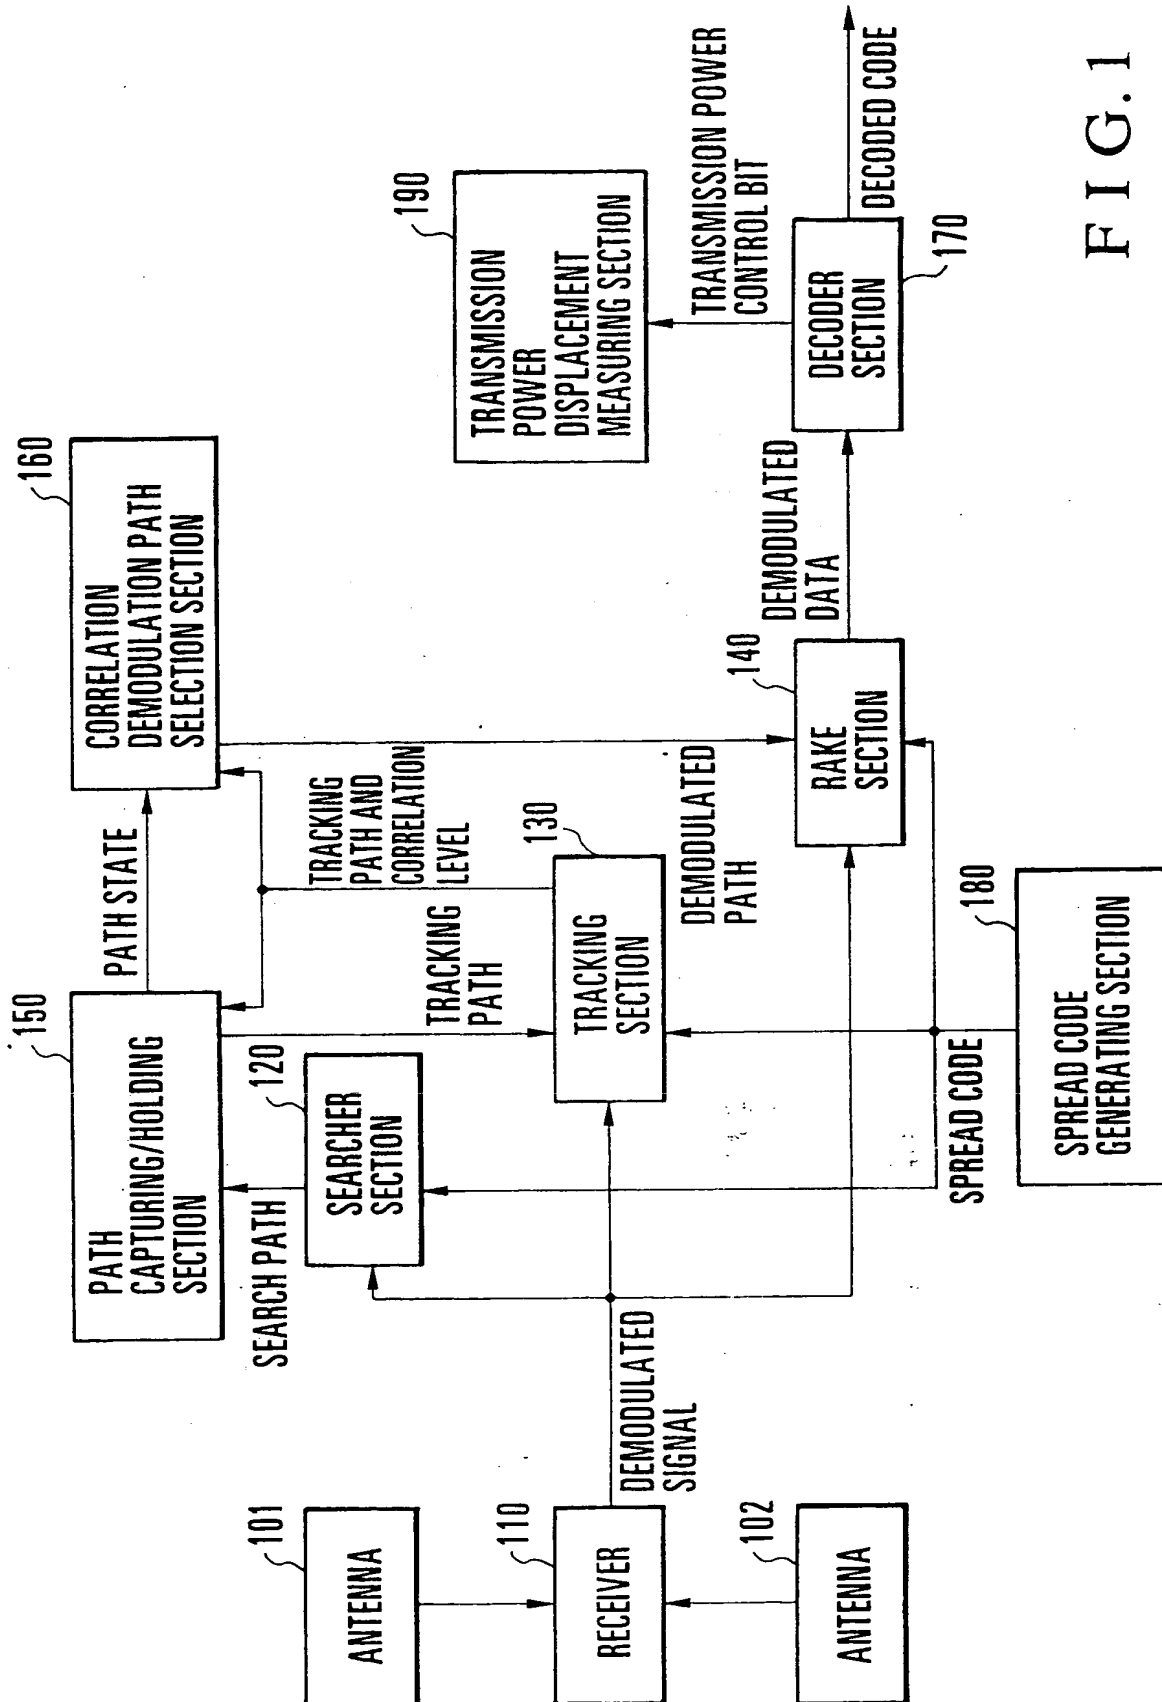 101
ANTENNA
110
RECEIVER
102
ANTENNA
DEMODULATED
SIGNAL
150
PATH
CAPTURING/HOLDING
SECTION
SEARCH PATH
120
SEARCHER
SECTION
TRACKING
PATH
130
TRACKING
SECTION
PATH STATE
TRACKING
PATH AND
CORRELATION
LEVEL
160
CORRELATION
DEMODULATION PATH
SELECTION SECTION
DEMODULATED
PATH
SPREAD CODE
180
SPREAD CODE
GENERATING SECTION
140
RAKE
SECTION
DEMODULATED
DATA
190
TRANSMISSION
POWER
DISPLACEMENT
MEASURING SECTION
TRANSMISSION POWER
CONTROL BIT
DECODER
SECTION
170
DECODED CODE
FIG. 1